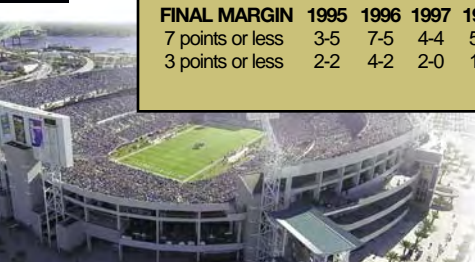 FINAL MARGIN 1995 1996 1997
7 points or less 3-5 7-5 4-4
3 points or less 2-2 4-2 2-0